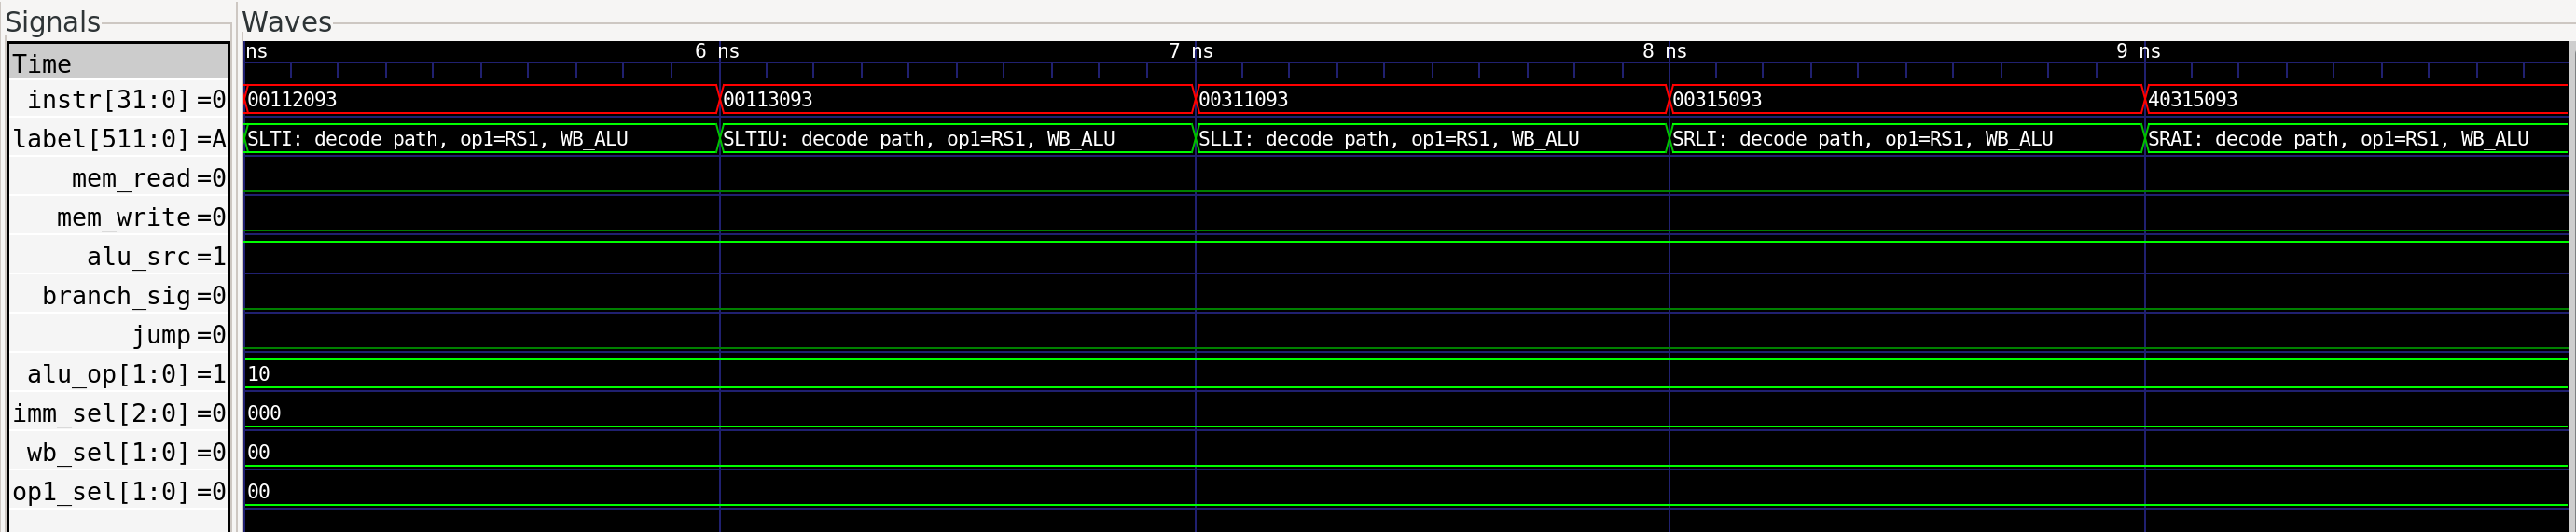 Signals Waves
Time ns 6 ns 7 ns 8 ns 9 ns
instr[31:0] =0 00112093 00113093 00311093 00315093 40315093
label[511:0] =A SLTI: decode path, op1=RS1, WB_ALU SLTIU: decode path, op1=RS1, WB_ALU SLLI: decode path, op1=RS1, WB_ALU SRLI: decode path, op1=RS1, WB_ALU SRAI: decode path, op1=RS1, WB_ALU
mem_read =0
mem_write =0
alu_src =1
branch_sig =0
jump =0
alu_op[1:0] =1 10
imm_sel[2:0] =0 000
wb_sel[1:0] =0 00
op1_sel[1:0] =0 00